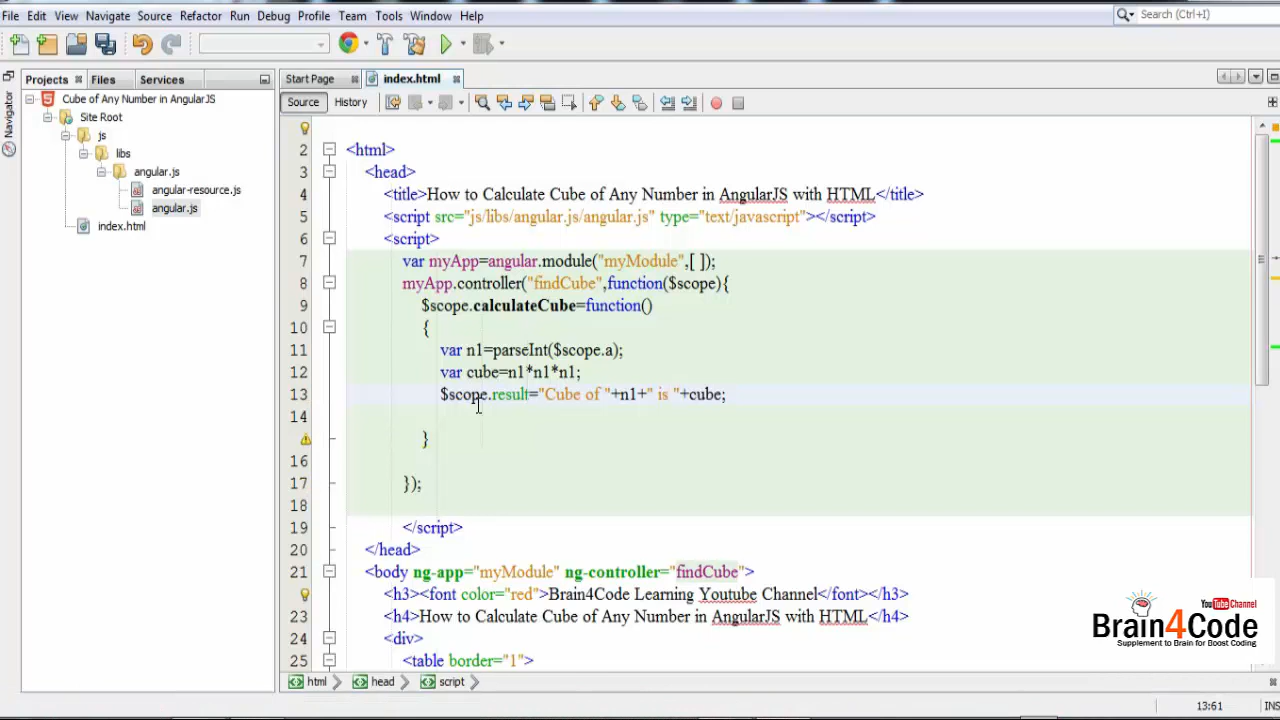 File Edit View Navigate Source Refactor Run Debug Profile Team Tools Window Help
Search (Ctrl+I)
Projects Files Services
Start Page index.html
Navigator
Source History
Cube of Any Number in AngularJS
Site Root
js
libs
angular.js
angular-resource.js
angular.js
index.html
2 <html>
3 <head>
4 <title>How to Calculate Cube of Any Number in AngularJS with HTML</title>
5 <script src="js/libs/angular.js/angular.js" type="text/javascript"></script>
6 <script>
7 var myApp=angular.module("myModule",[ ]);
8 myApp.controller("findCube",function($scope){
9 $scope.calculateCube=function()
10 {
11 var n1=parseInt($scope.a);
12 var cube=n1*n1*n1;
13 $scope.result="Cube of "+n1+" is "+cube;
14
}
16
17 });
18
19 </script>
20 </head>
21 <body ng-app="myModule" ng-controller="findCube">
<h3><font color="red">Brain4Code Learning Youtube Channel</font></h3>
23 <h4>How to Calculate Cube of Any Number in AngularJS with HTML</h4>
24 <div>
25 <table border="1">
html head script
13:61 INS
You Tube Channel
Brain4Code
Supplement to Brain for Boost Coding